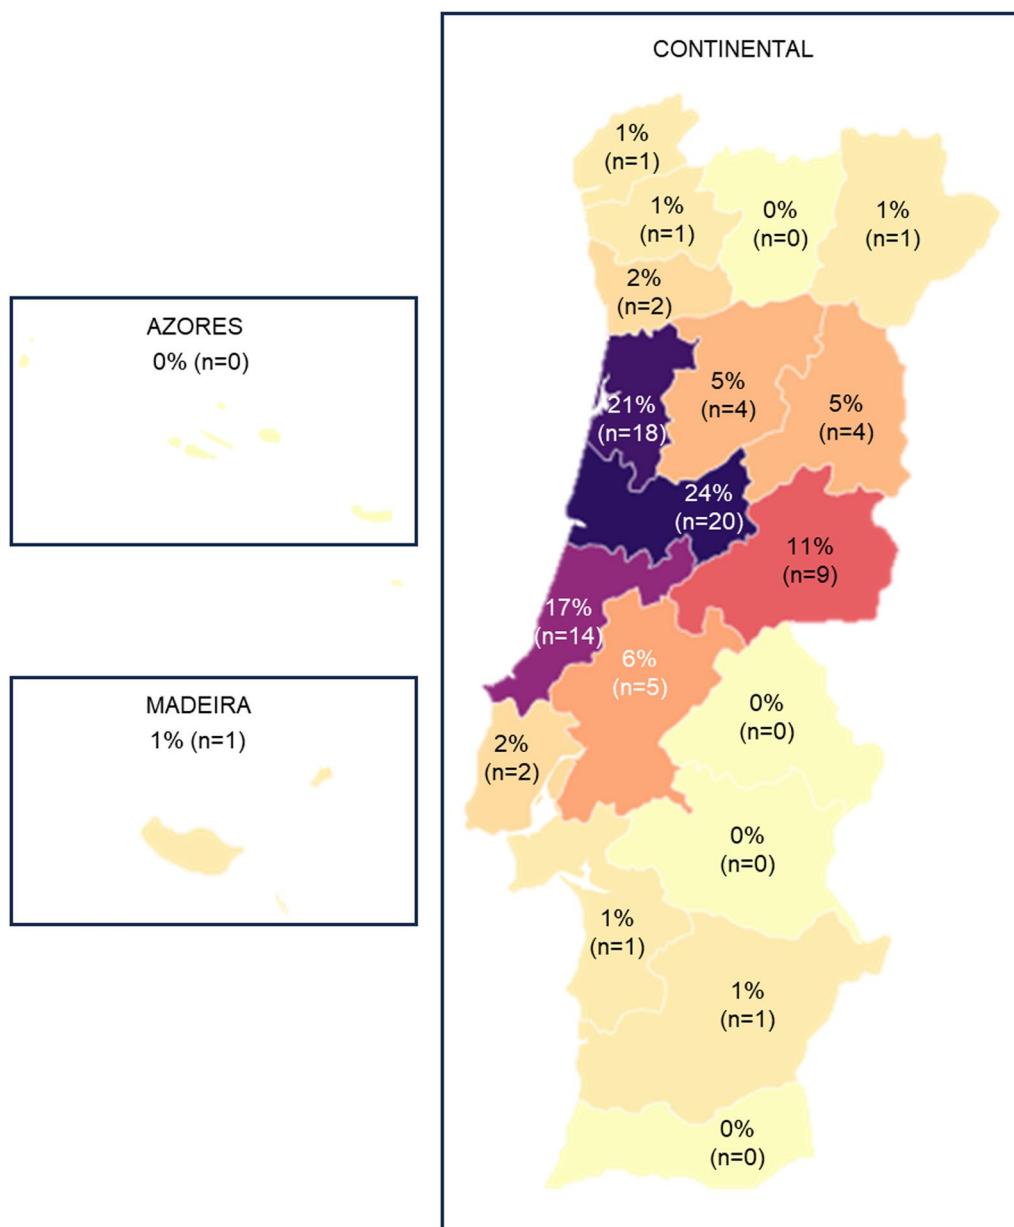 CONTINENTAL
1%
(n=1)
1%
(n=1)
0%
(n=0)
1%
(n=1)
2%
(n=2)
AZORES
0% (n=0)
21%
(n=18)
5%
(n=4)
5%
(n=4)
24%
(n=20)
11%
(n=9)
17%
(n=14)
6%
(n=5)
MADEIRA
1% (n=1)
0%
(n=0)
2%
(n=2)
0%
(n=0)
1%
(n=1)
1%
(n=1)
0%
(n=0)